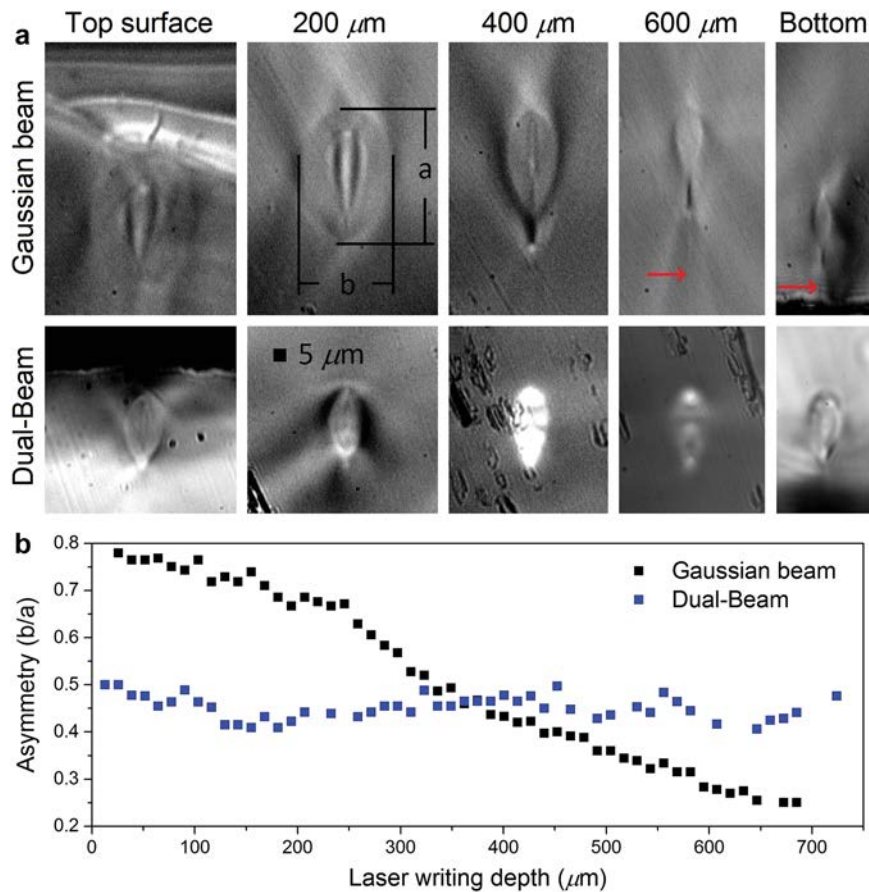 a
Top surface 200 μm 400 μm 600 μm Bottom
Gaussian beam
a
b
Dual-Beam
5 μm
b
0.8
0.7
0.6
0.5
0.4
0.3
0.2
Asymmetry (b/a)
Gaussian beam
Dual-Beam
0 100 200 300 400 500 600 700
Laser writing depth (μm)